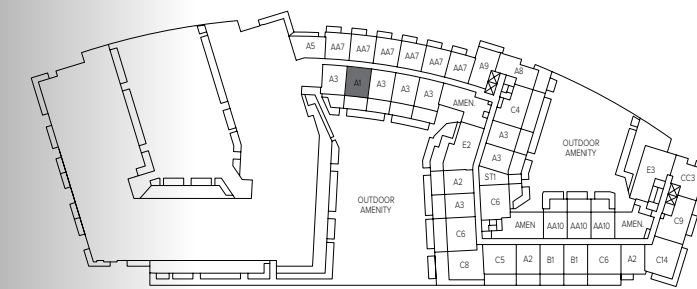 A5 AA7 AA7 AA7 AA7 AA7 AA7 A9 A8
A3 A1 A3 A3 A3 AMEN.
C4
A3
E2
A3
OUTDOOR
AMENITY
A2
ST1
E3
CC3
OUTDOOR
AMENITY
A3
C6
C6
AMEN AA10 AA10 AA10 AMEN.
C9
C8 C5 A2 B1 B1 C6 A2 C14